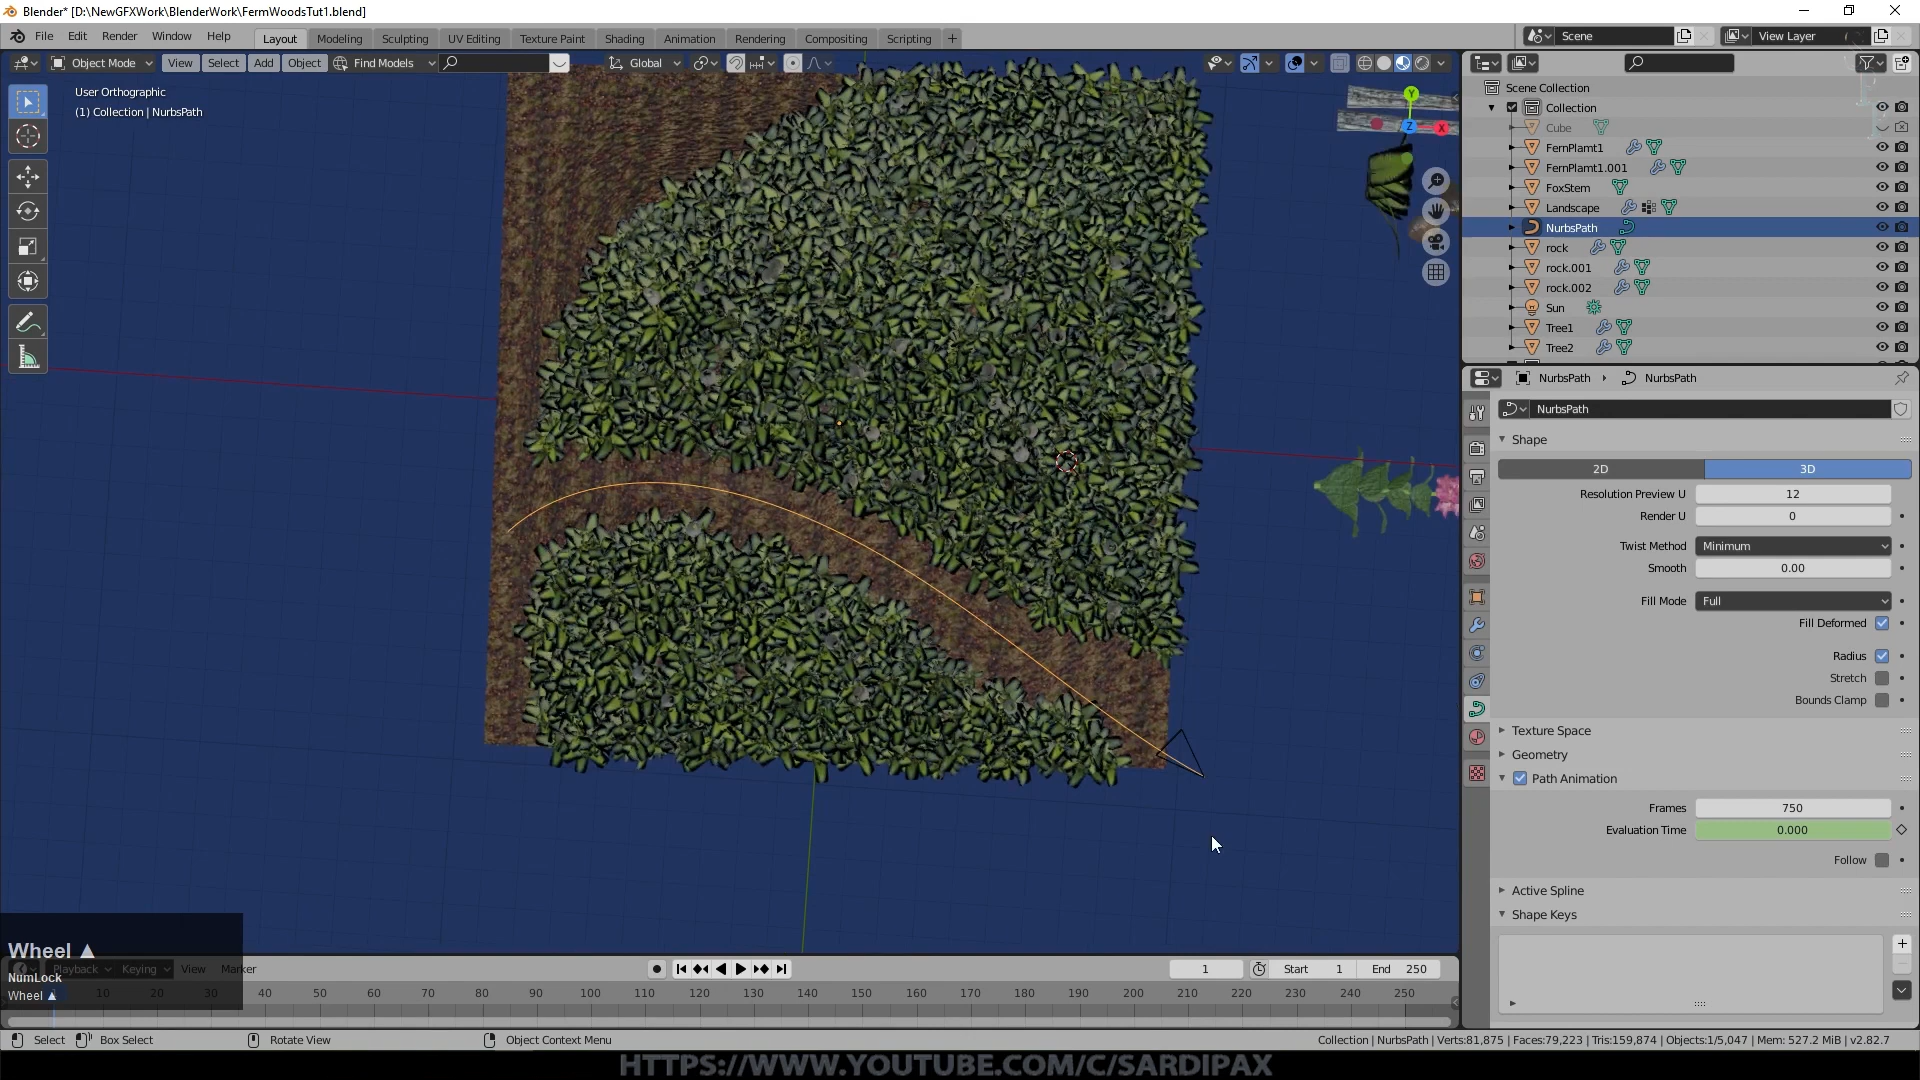 Blender* [D:\NewGFXWork\BlenderWork\FermWoodsTut1.blend]
File Edit Render Window Help Layout Modeling Sculpting UV Editing Texture Paint Shading Animation Rendering Compositing Scripting + Scene View Layer
Object Mode View Select Add Object Find Models Global
User Orthographic
(1) Collection | NurbsPath
Y
Z
X
Scene Collection
Collection
Cube
FernPlamt1
FernPlamt1.001
FoxStem
Landscape
NurbsPath
rock
rock.001
rock.002
Sun
Tree1
Tree2
NurbsPath NurbsPath
NurbsPath
Shape
2D 3D
Resolution Preview U 12
Render U 0
Twist Method Minimum
Smooth 0.00
Fill Mode Full
Fill Deformed
Radius
Stretch
Bounds Clamp
Texture Space
Geometry
Path Animation
Frames 750
Evaluation Time 0.000
Follow
Active Spline
Shape Keys
Wheel ▲
NumLock
Wheel ▲
Playback Keying View Marker 1 Start 1 End 250
10 20 30 40 50 60 70 80 90 100 110 120 130 140 150 160 170 180 190 200 210 220 230 240 250
Select Box Select Rotate View Object Context Menu Collection | NurbsPath | Verts:81,875 | Faces:79,223 | Tris:159,874 | Objects:1/5,047 | Mem: 527.2 MiB | v2.82.7
HTTPS://WWW.YOUTUBE.COM/C/SARDIPAX